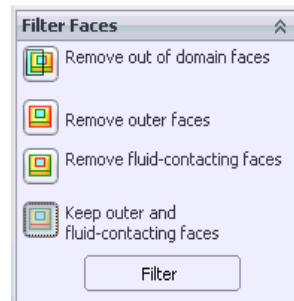 Filter Faces
Remove out of domain faces
Remove outer faces
Remove fluid-contacting faces
Keep outer and
fluid-contacting faces
Filter